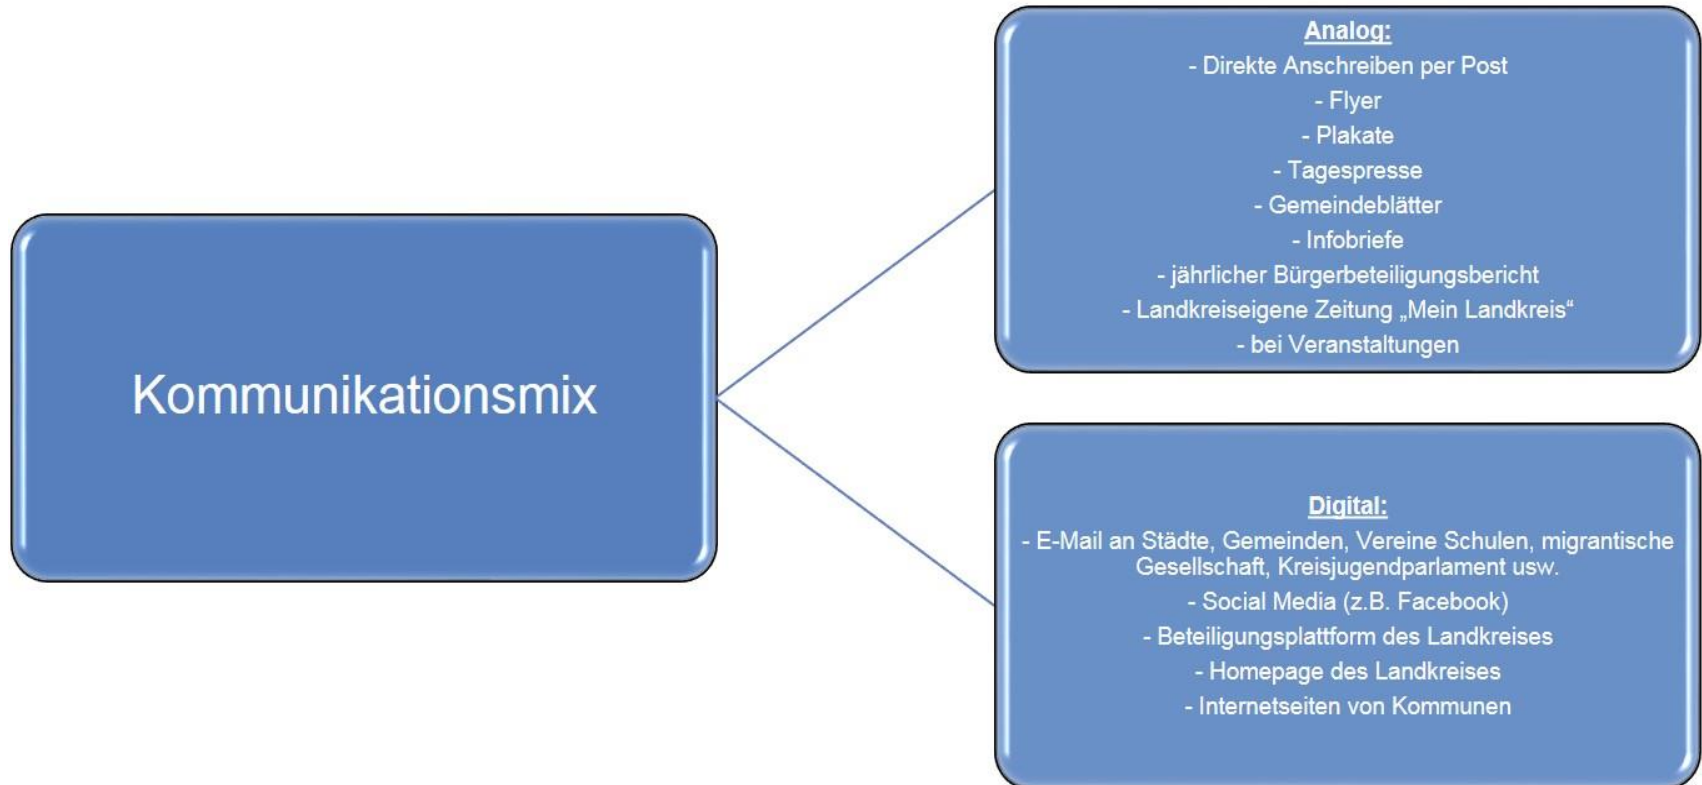 Kommunikationsmix
Analog:
- Direkte Anschreiben per Post
- Flyer
- Plakate
- Tagespresse
- Gemeindeblätter
- Infobriefe
- jährlicher Bürgerbeteiligungsbericht
- Landkreiseigene Zeitung „Mein Landkreis“
- bei Veranstaltungen
Digital:
- E-Mail an Städte, Gemeinden, Vereine Schulen, migrantische
Gesellschaft, Kreisjugendparlament usw.
- Social Media (z.B. Facebook)
- Beteiligungsplattform des Landkreises
- Homepage des Landkreises
- Internetseiten von Kommunen